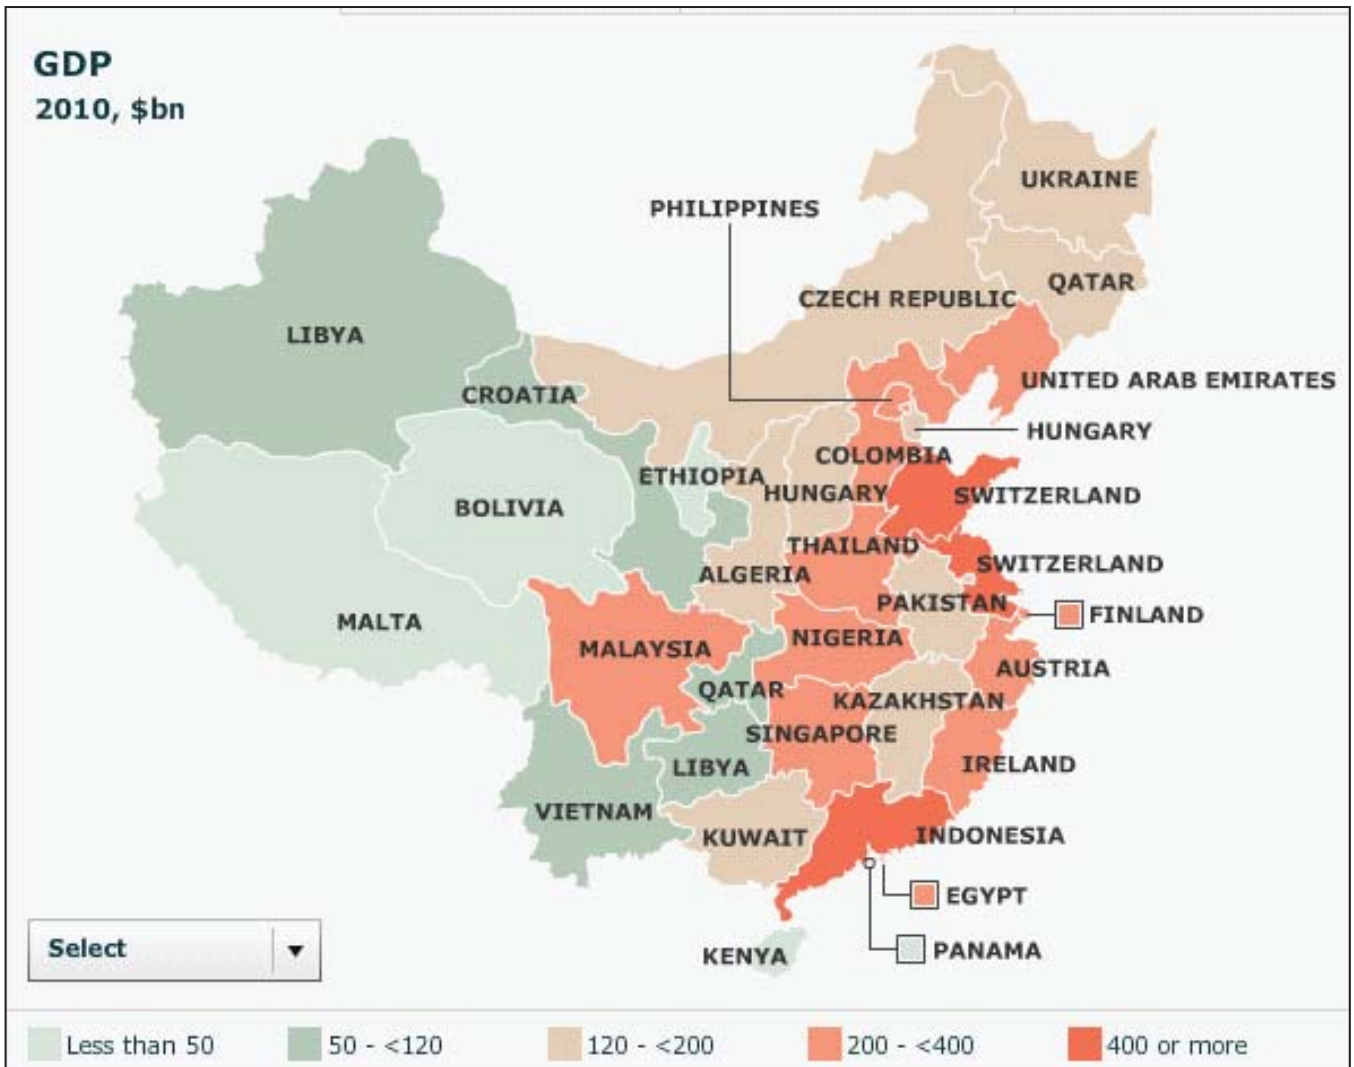 GDP
2010, $bn
UKRAINE
PHILIPPINES
QATAR
CZECH REPUBLIC
LIBYA
UNITED ARAB EMIRATES
CROATIA
HUNGARY
COLOMBIA
ETHIOPIA
HUNGARY
SWITZERLAND
BOLIVIA
THAILAND
SWITZERLAND
ALGERIA
PAKISTAN
FINLAND
MALTA
NIGERIA
MALAYSIA
AUSTRIA
QATAR
KAZAKHSTAN
SINGAPORE
IRELAND
LIBYA
VIETNAM
KUWAIT
INDONESIA
EGYPT
PANAMA
KENYA
Select
Less than 50
50 - <120
120 - <200
200 - <400
400 or more